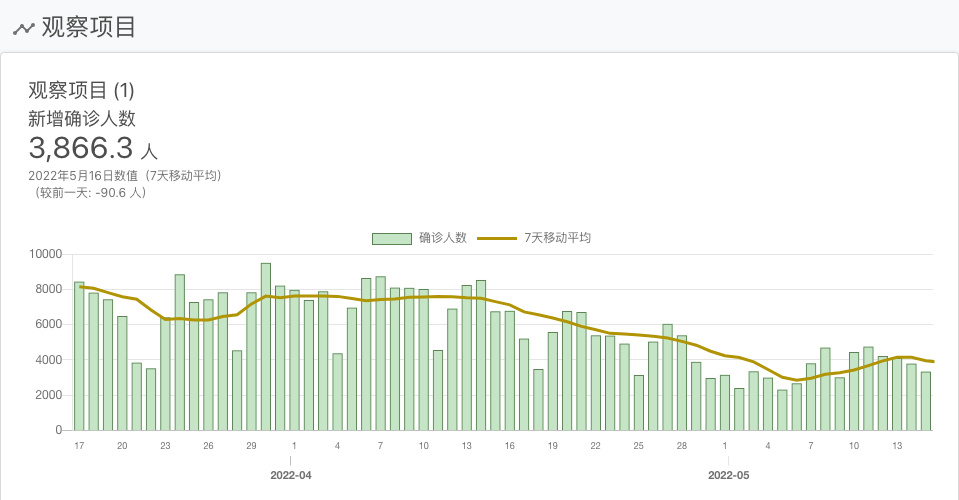 观察项目
观察项目 (1)
新增确诊人数
3,866.3 人
2022年5月16日数值（7天移动平均）
（较前一天: -90.6 人）
确诊人数 7天移动平均
10000
8000
6000
4000
2000
0
17 20 23 26 29 1 4 7 10 13 16 19 22 25 28 1 4 7 10 13
2022-04 2022-05